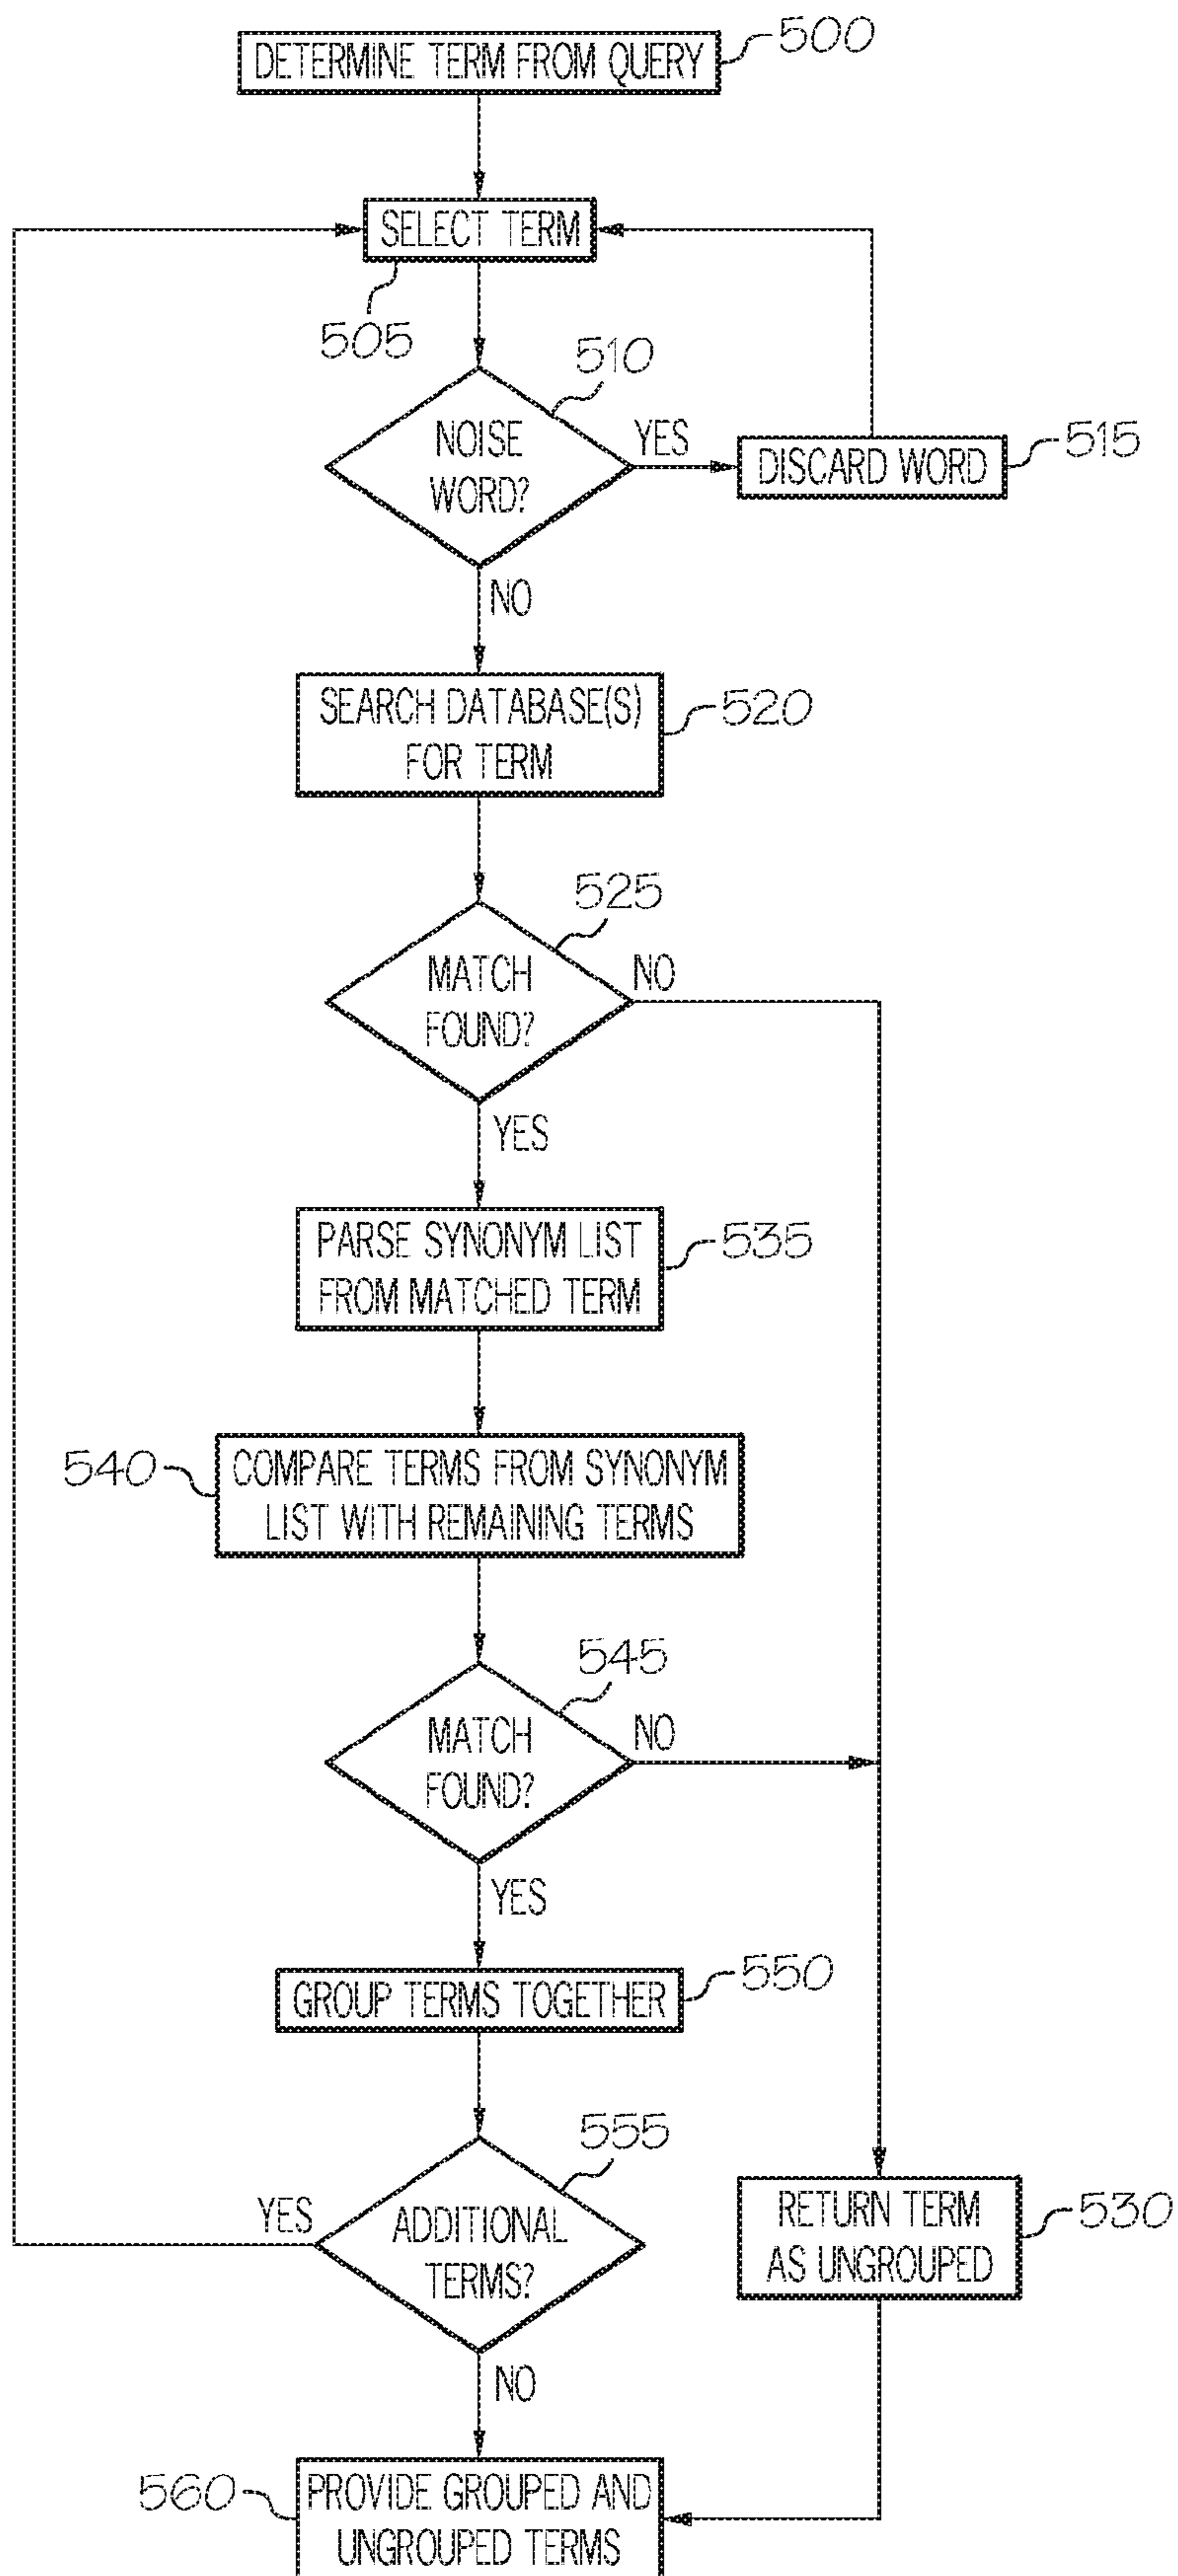 DETERMINE TERM FROM QUERY
500
SELECT TERM
505
510
NOISE
WORD?
YES
DISCARD WORD
515
NO
SEARCH DATABASE(S)
FOR TERM
520
525
MATCH
FOUND?
NO
YES
PARSE SYNONYM LIST
FROM MATCHED TERM
535
540
COMPARE TERMS FROM SYNONYM
LIST WITH REMAINING TERMS
545
MATCH
FOUND?
NO
YES
GROUP TERMS TOGETHER
550
555
YES
ADDITIONAL
TERMS?
RETURN TERM
AS UNGROUPED
530
NO
560
PROVIDE GROUPED AND
UNGROUPED TERMS